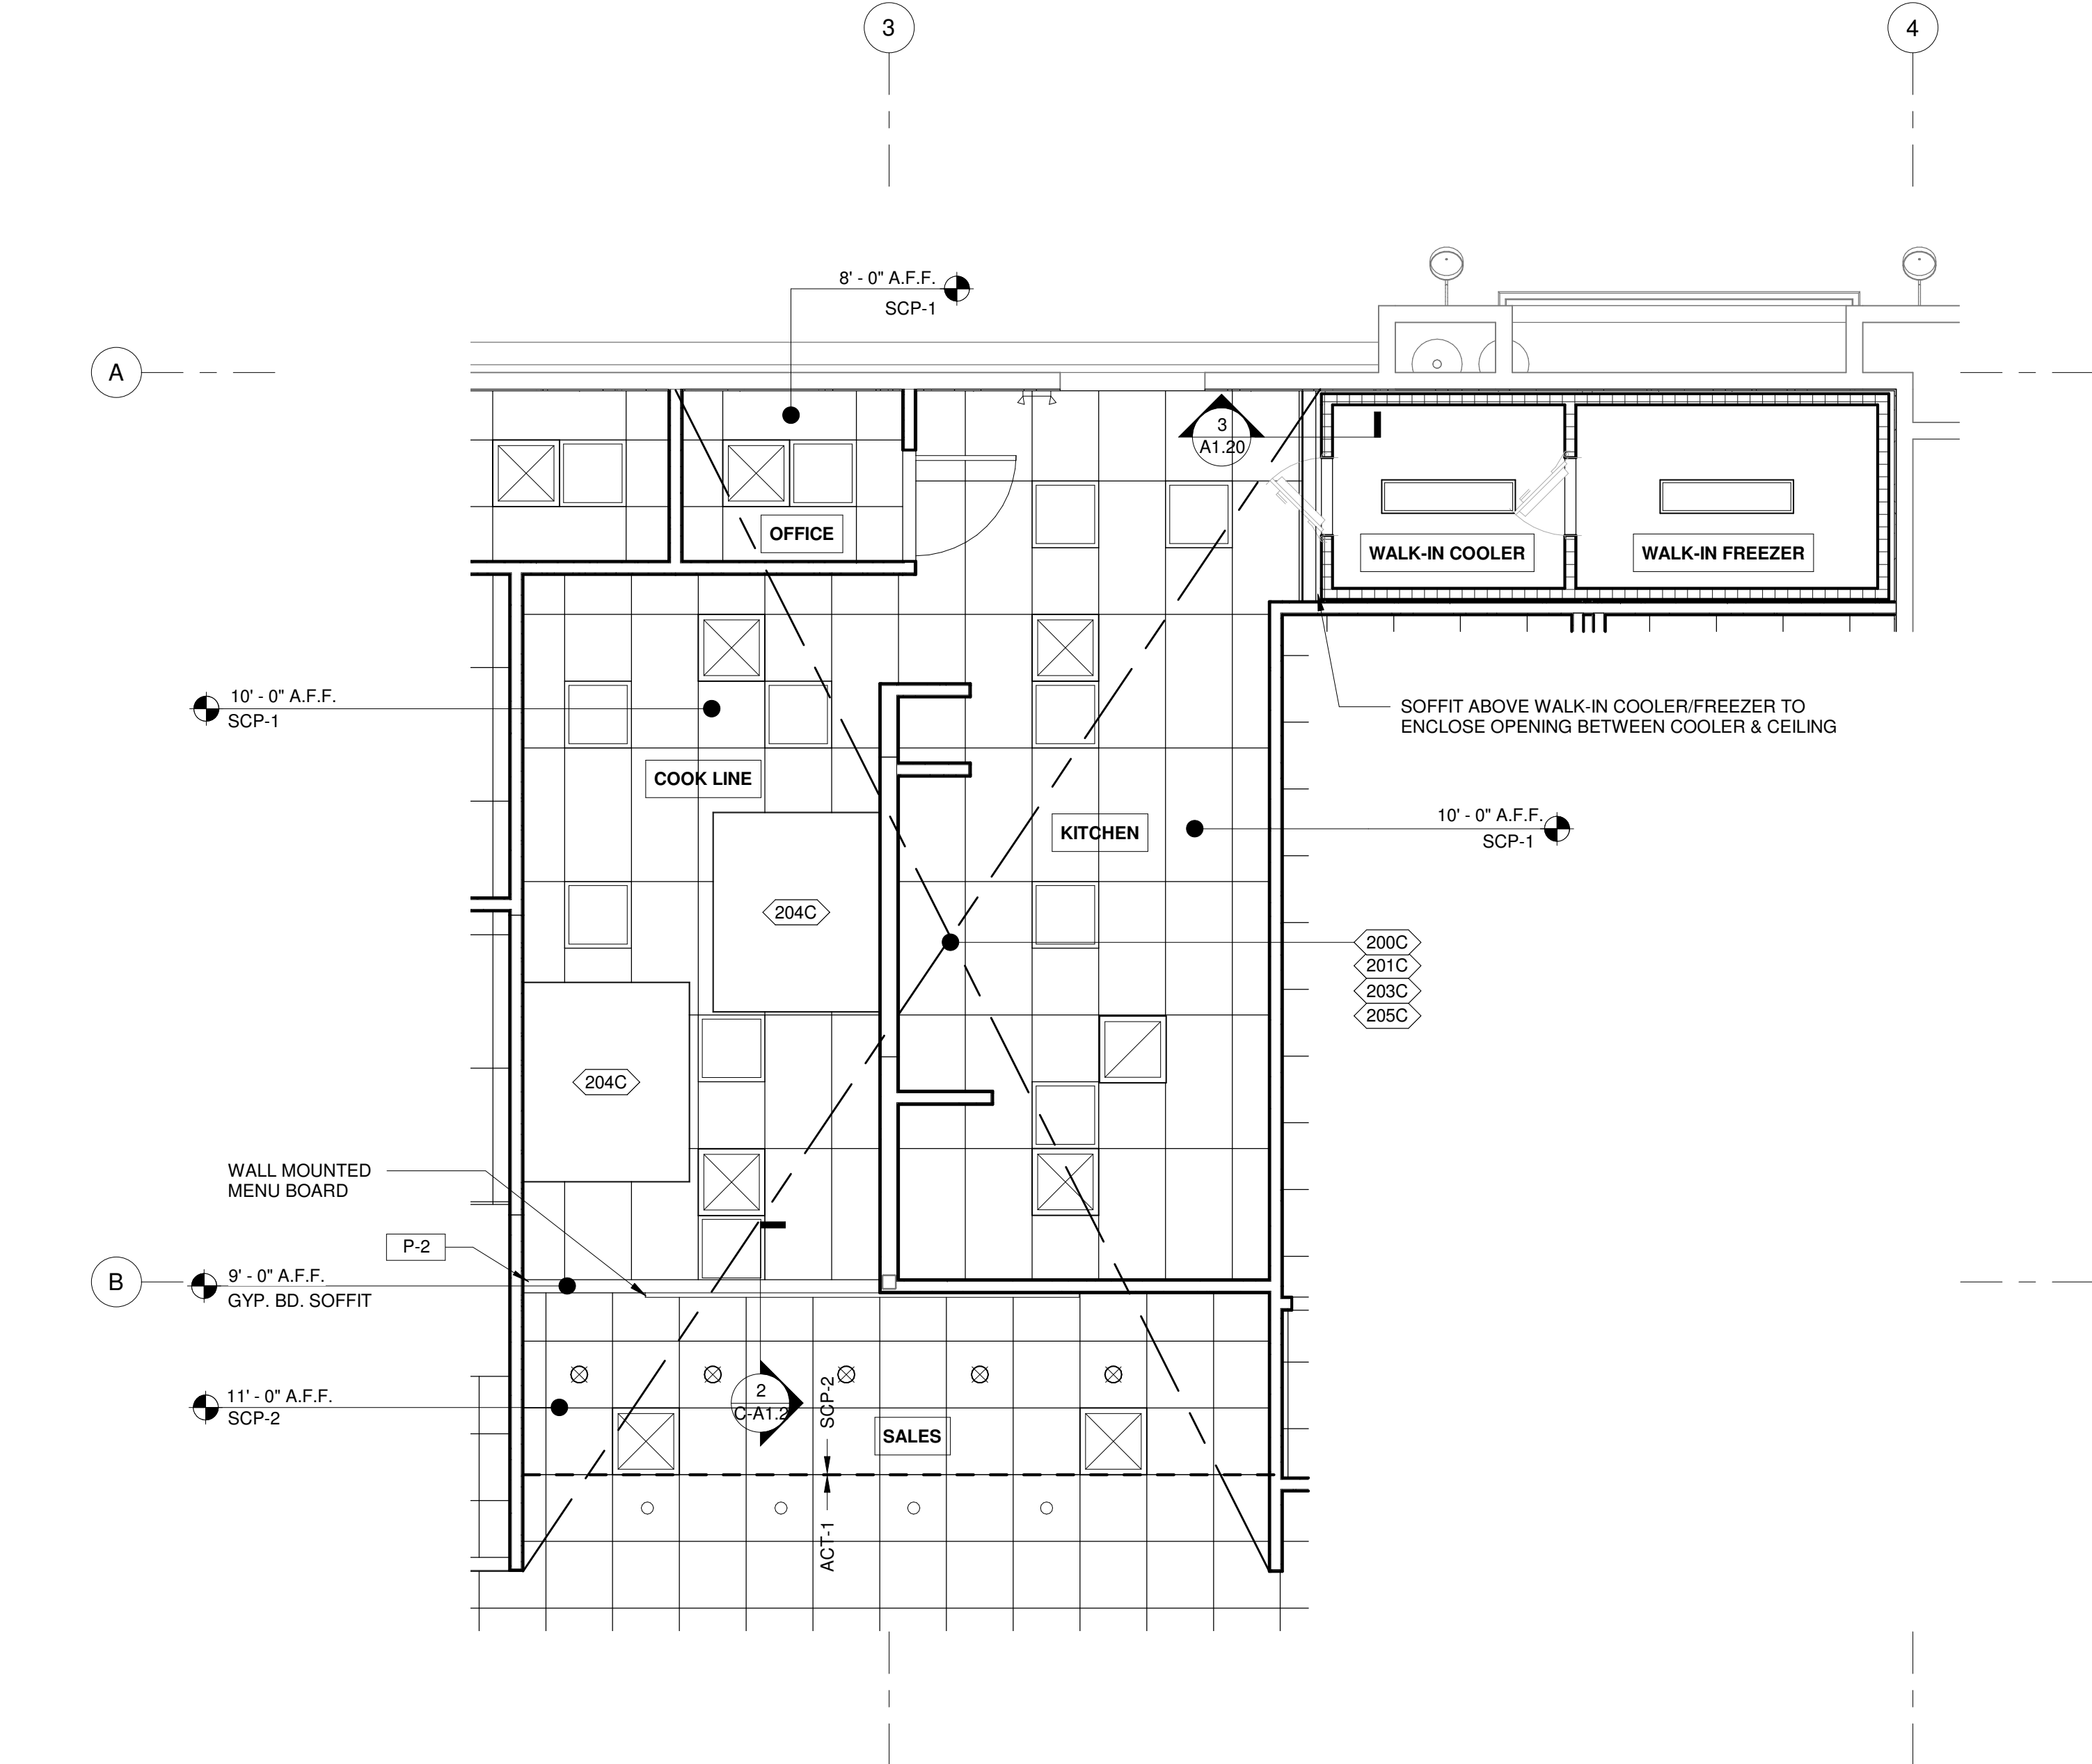 3
4
8' - 0" A.F.F.
SCP-1
A
3
A1.20
OFFICE
WALK-IN COOLER
WALK-IN FREEZER
10' - 0" A.F.F.
SCP-1
SOFFIT ABOVE WALK-IN COOLER/FREEZER TO
ENCLOSE OPENING BETWEEN COOLER & CEILING
COOK LINE
KITCHEN
10' - 0" A.F.F.
SCP-1
204C
200C
201C
203C
205C
204C
WALL MOUNTED
MENU BOARD
P-2
B
9' - 0" A.F.F.
GYP. BD. SOFFIT
11' - 0" A.F.F.
SCP-2
2
C-A1.2
SCP-2
SALES
ACT-1